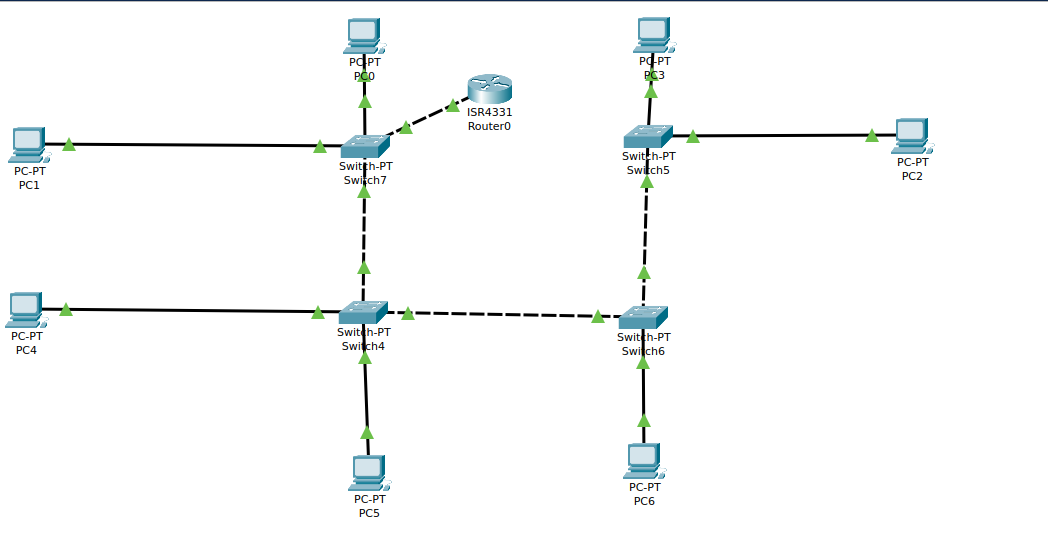 PC-PT
PC0
PC-PT
PC3
ISR4331
Router0
PC-PT
PC1
Switch-PT
Switch7
Switch-PT
Switch5
PC-PT
PC2
PC-PT
PC4
Switch-PT
Switch4
Switch-PT
Switch6
PC-PT
PC5
PC-PT
PC6